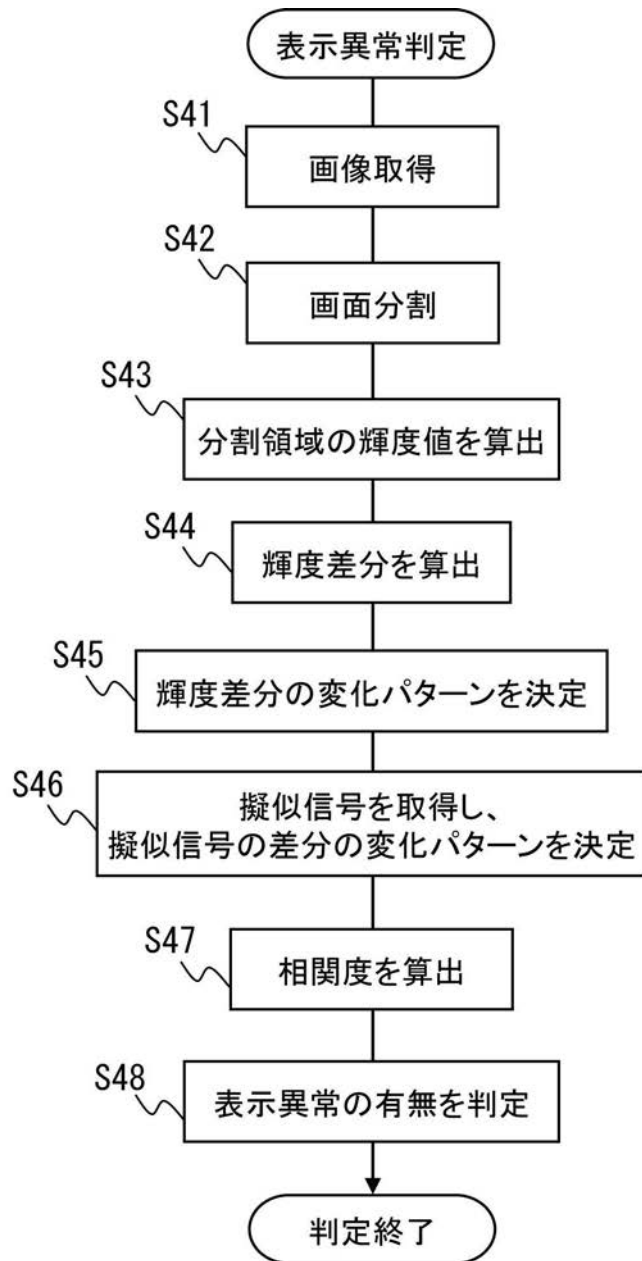 表示異常判定
S41
画像取得
S42
画面分割
S43
分割領域の輝度値を算出
S44
輝度差分を算出
S45
輝度差分の変化パターンを決定
S46
擬似信号を取得し、
擬似信号の差分の変化パターンを決定
S47
相関度を算出
S48
表示異常の有無を判定
判定終了